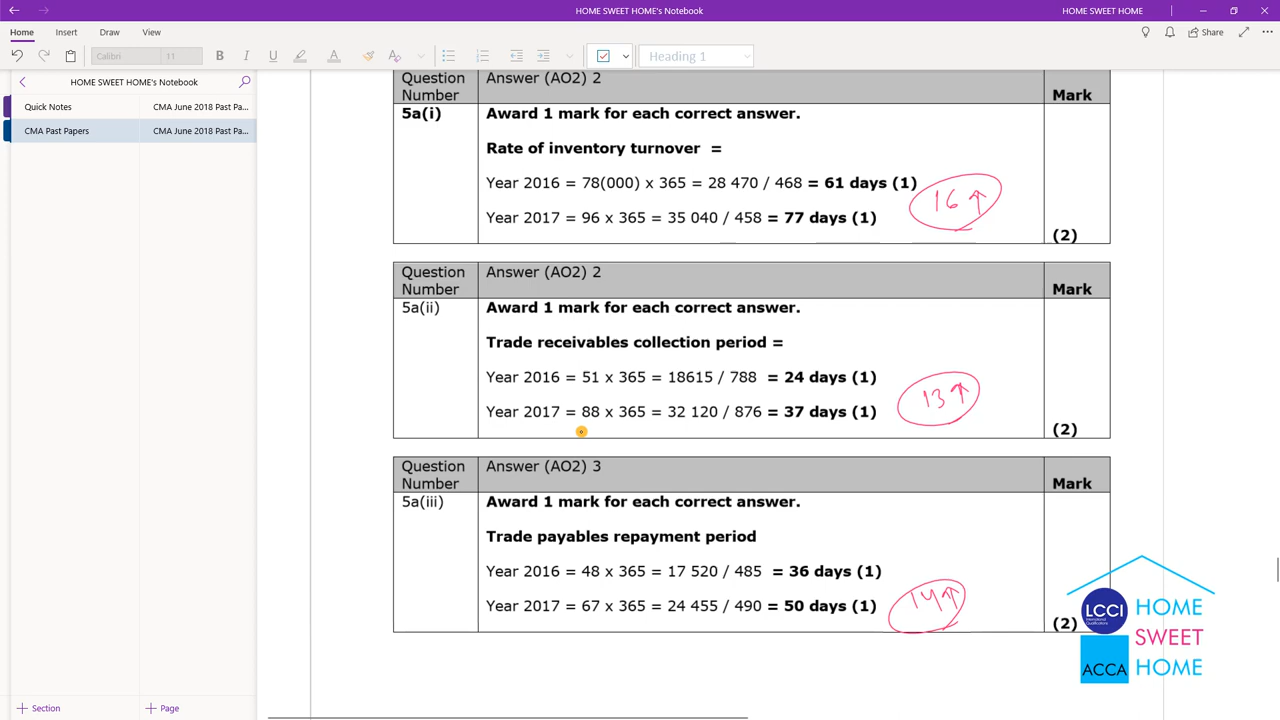 HOME SWEET HOME's Notebook
HOME SWEET HOME
Home Insert Draw View
Share
Calibri 11 B I U A Heading 1
HOME SWEET HOME's Notebook
Quick Notes
CMA Past Papers
CMA June 2018 Past Pa...
CMA June 2018 Past Pa...
Section
Page
Question Number Answer (AO2) 2 Mark
5a(i) Award 1 mark for each correct answer.
Rate of inventory turnover =
Year 2016 = 78(000) x 365 = 28 470 / 468 = 61 days (1)
16↑
Year 2017 = 96 x 365 = 35 040 / 458 = 77 days (1)
(2)
Question Number Answer (AO2) 2 Mark
5a(ii) Award 1 mark for each correct answer.
Trade receivables collection period =
Year 2016 = 51 x 365 = 18615 / 788 = 24 days (1)
13↑
Year 2017 = 88 x 365 = 32 120 / 876 = 37 days (1)
(2)
Question Number Answer (AO2) 3 Mark
5a(iii) Award 1 mark for each correct answer.
Trade payables repayment period
Year 2016 = 48 x 365 = 17 520 / 485 = 36 days (1)
14↑
Year 2017 = 67 x 365 = 24 455 / 490 = 50 days (1)
(2)
LCCI
International Qualifications
ACCA
HOME
SWEET
HOME